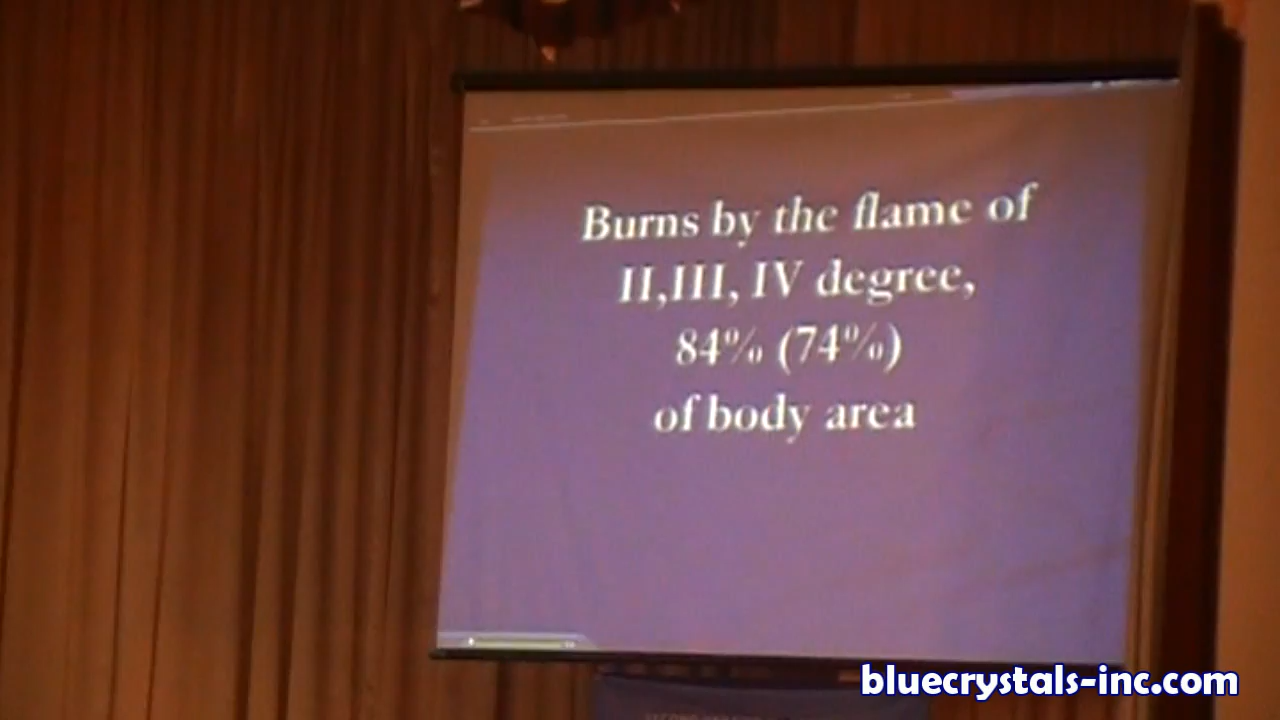 Burns by the flame of
II,III, IV degree,
84% (74%)
of body area
bluecrystals-inc.com